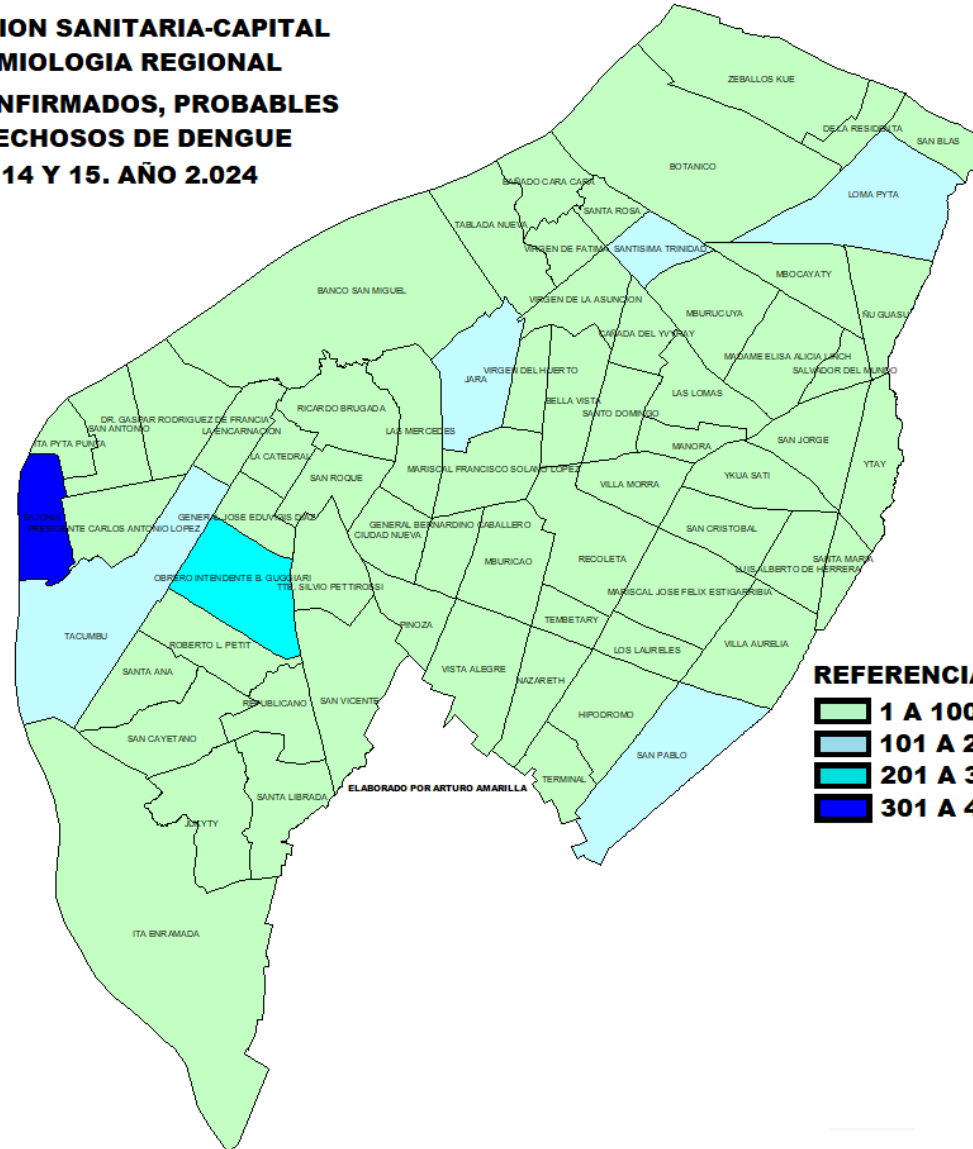 ION SANITARIA-CAPITAL
MIOLOGIA REGIONAL
NFIRMADOS, PROBABLES
ECHOSOS DE DENGUE
14 Y 15. AÑO 2.024
ZEBALLOS KUE
DE LA RESIDENTA
SAN BLAS
BOTANICO
LOMA PYTA
BAÑADO CARA CARA
SANTA ROSA
TABLADA NUEVA
VIRGEN DE FATIMA
SANTISIMA TRINIDAD
MBOCAYATY
BANCO SAN MIGUEL
VIRGEN DE LA ASUNCION
MBURUCUYA
ÑU GUASU
CAÑADA DEL YVYRAY
MADAME ELISA ALICIA LINCH
SALVADOR DEL MUNDO
JARA
VIRGEN DEL HUERTO
BELLA VISTA
SANTO DOMINGO
LAS LOMAS
RICARDO BRUGADA
DR. GASPAR RODRIGUEZ DE FRANCIA
SAN ANTONIO
LA ENCARNACION
LAS MERCEDES
ITA PYTA PUNTA
MANORA
SAN JORGE
LA CATEDRAL
SAN ROQUE
MARISCAL FRANCISCO SOLANO LOPEZ
VILLA MORRA
YKUA SATI
YTAY
GENERAL JOSE EDUVIGIS DIAZ
PRESIDENTE CARLOS ANTONIO LOPEZ
GENERAL BERNARDINO CABALLERO
CIUDAD NUEVA
SAN CRISTOBAL
MBURICAO
RECOLETA
SANTA MARIA
LUIS ALBERTO DE HERRERA
OBRERO INTENDENTE B. GUGGIARI
TTE. SILVIO PETTIROSSI
MARISCAL JOSE FELIX ESTIGARRIBIA
TACUMBU
PINOZA
TEMBETARY
ROBERTO L. PETIT
LOS LAURELES
VILLA AURELIA
SANTA ANA
VISTA ALEGRE
NAZARETH
REPUBLICANO
SAN VICENTE
HIPODROMO
SAN CAYETANO
SAN PABLO
TERMINAL
SANTA LIBRADA
ELABORADO POR ARTURO AMARILLA
JUKYTY
ITA ENRAMADA
REFERENCIA
1 A 100
101 A 2
201 A 3
301 A 4